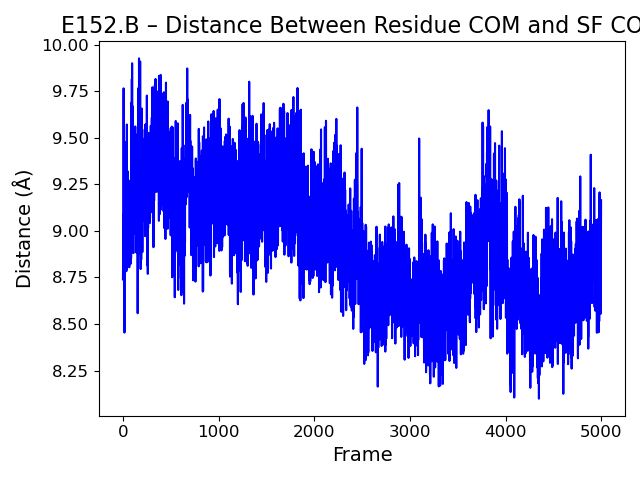 E152.B – Distance Between Residue COM and SF CO
10.00
9.75
9.50
9.25
9.00
8.75
8.50
8.25
Distance (Å)
0 1000 2000 3000 4000 5000
Frame